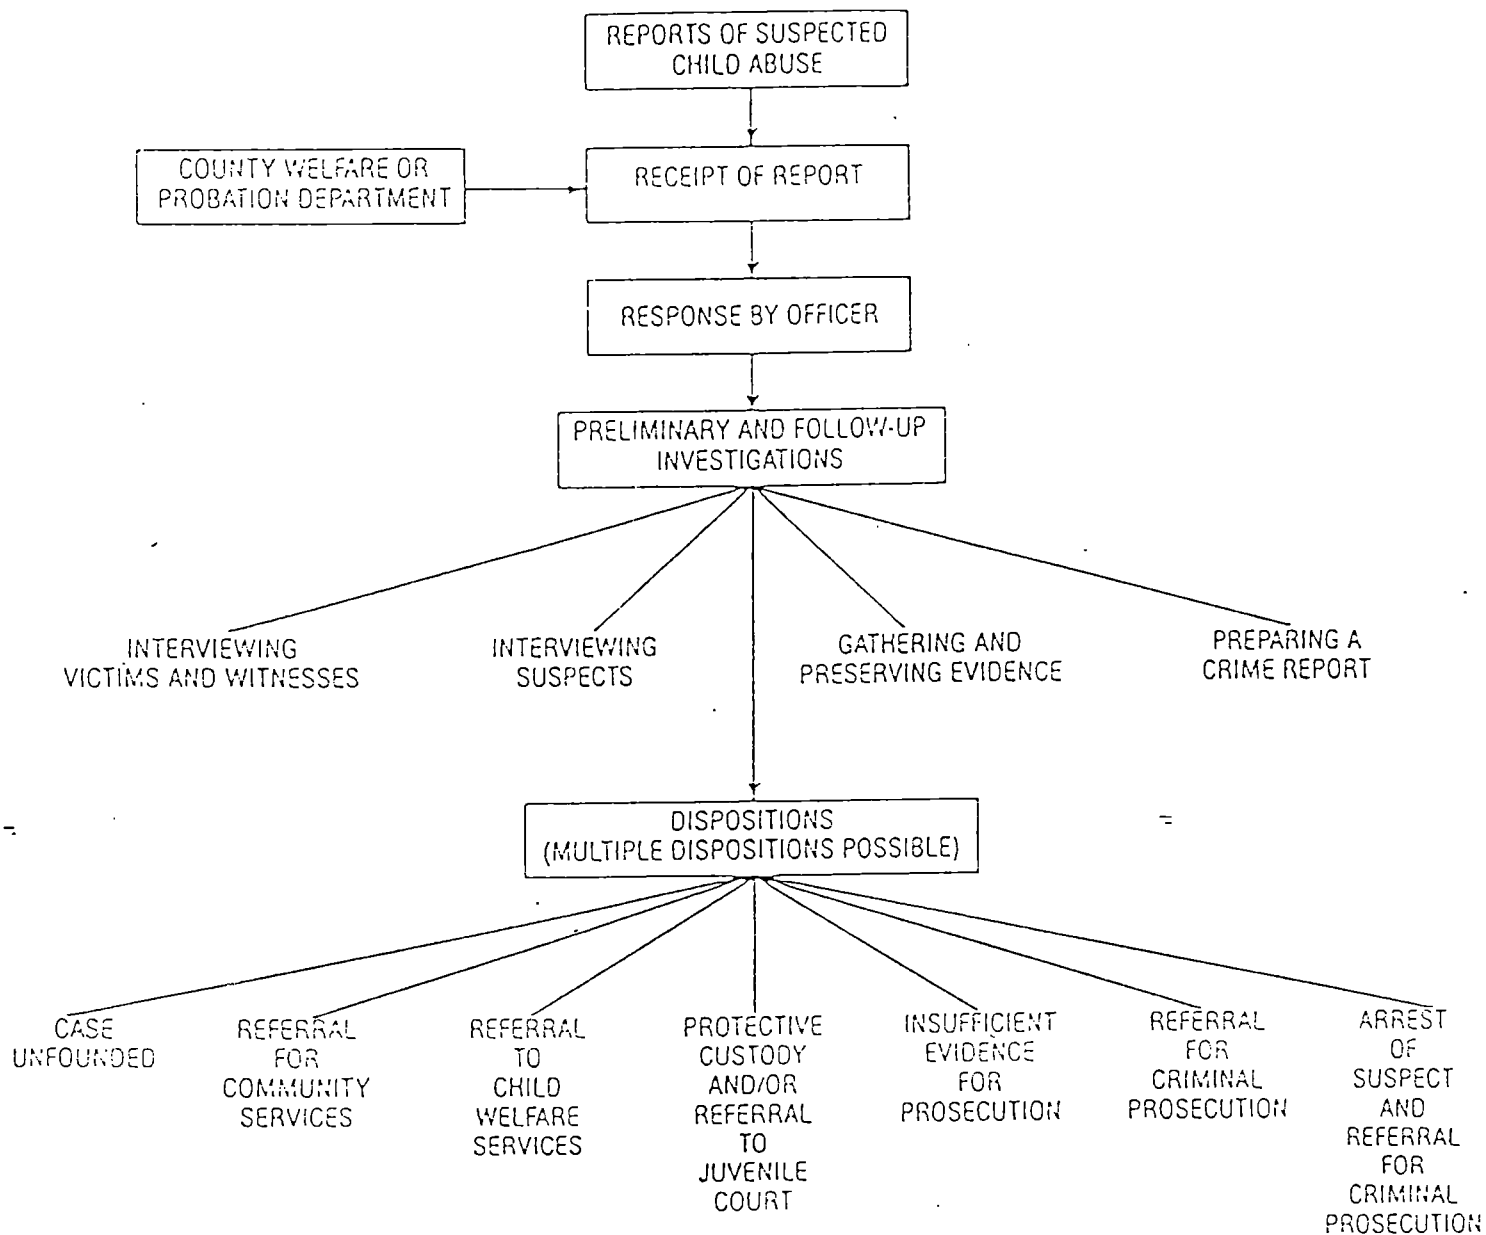 REPORTS OF SUSPECTED
CHILD ABUSE
COUNTY WELFARE OR
PROBATION DEPARTMENT
RECEIPT OF REPORT
RESPONSE BY OFFICER
PRELIMINARY AND FOLLOW-UP
INVESTIGATIONS
INTERVIEWING
VICTIMS AND WITNESSES
INTERVIEWING
SUSPECTS
GATHERING AND
PRESERVING EVIDENCE
PREPARING A
CRIME REPORT
DISPOSITIONS
(MULTIPLE DISPOSITIONS POSSIBLE)
CASE
UNFOUNDED
REFERRAL
FOR
COMMUNITY
SERVICES
REFERRAL
TO
CHILD
WELFARE
SERVICES
PROTECTIVE
CUSTODY
AND/OR
REFERRAL
TO
JUVENILE
COURT
INSUFFICIENT
EVIDENCE
FOR
PROSECUTION
REFERRAL
FOR
CRIMINAL
PROSECUTION
ARREST
OF
SUSPECT
AND
REFERRAL
FOR
CRIMINAL
PROSECUTION